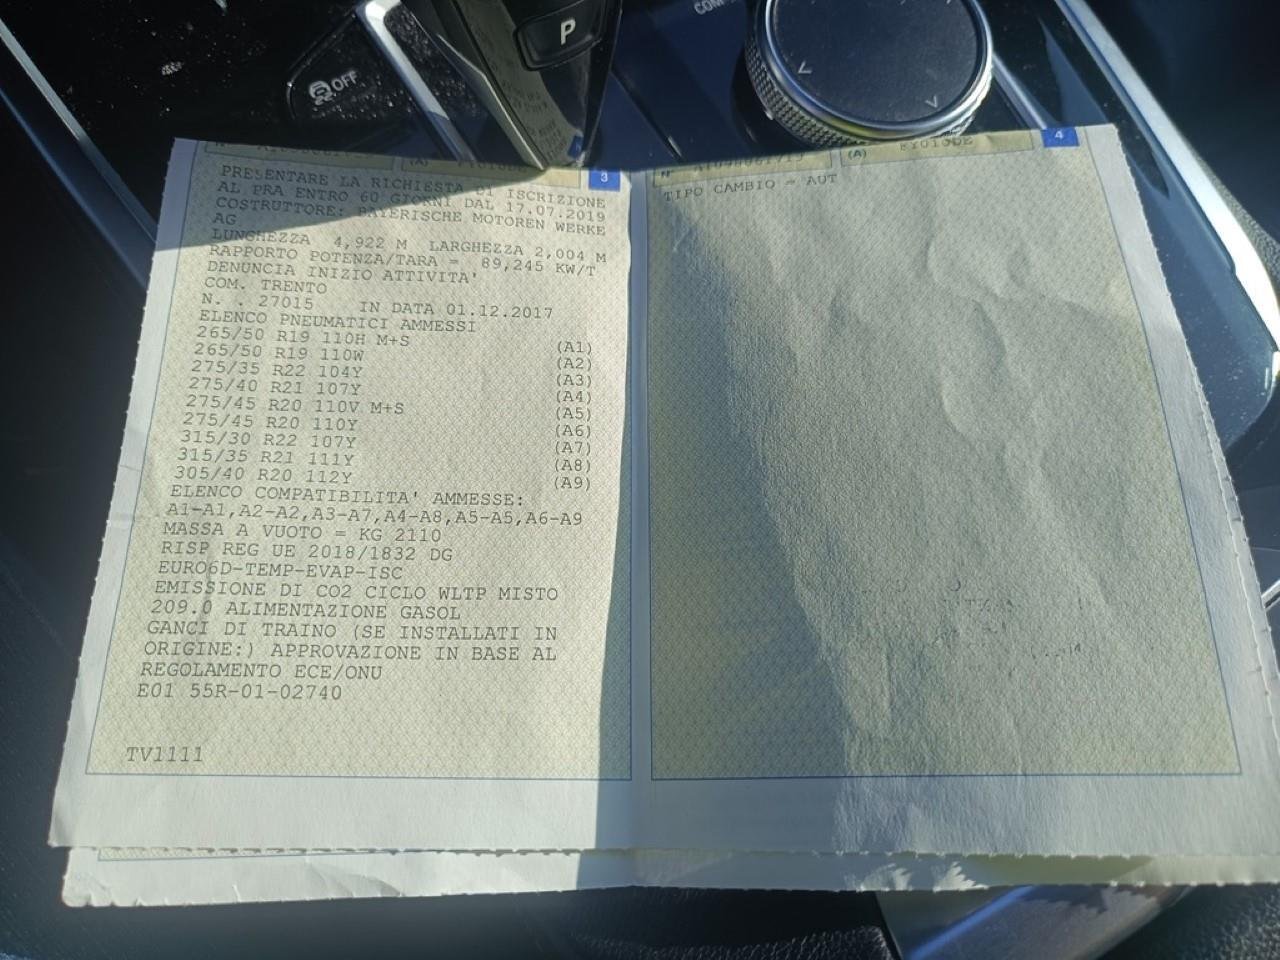 P
OFF
COM
3
N°
(A)
PRESENTARE LA RICHIESTA DI ISCRIZIONE
AL PRA ENTRO 60 GIORNI DAL 17.07.2019
COSTRUTTORE: BAYERISCHE MOTOREN WERKE
AG
LUNGHEZZA 4,922 M LARGHEZZA 2,004 M
RAPPORTO POTENZA/TARA = 89,245 KW/T
DENUNCIA INIZIO ATTIVITA'
COM. TRENTO
N. . 27015 IN DATA 01.12.2017
ELENCO PNEUMATICI AMMESSI
265/50 R19 110H M+S (A1)
265/50 R19 110W (A2)
275/35 R22 104Y (A3)
275/40 R21 107Y (A4)
275/45 R20 110V M+S (A5)
275/45 R20 110Y (A6)
315/30 R22 107Y (A7)
315/35 R21 111Y (A8)
305/40 R20 112Y (A9)
ELENCO COMPATIBILITA' AMMESSE:
A1-A1,A2-A2,A3-A7,A4-A8,A5-A5,A6-A9
MASSA A VUOTO = KG 2110
RISP REG UE 2018/1832 DG
EURO6D-TEMP-EVAP-ISC
EMISSIONE DI CO2 CICLO WLTP MISTO
209.0 ALIMENTAZIONE GASOL
GANCI DI TRAINO (SE INSTALLATI IN
ORIGINE:) APPROVAZIONE IN BASE AL
REGOLAMENTO ECE/ONU
E01 55R-01-02740
TV1111
4
N°
(A)
TIPO CAMBIO = AUT